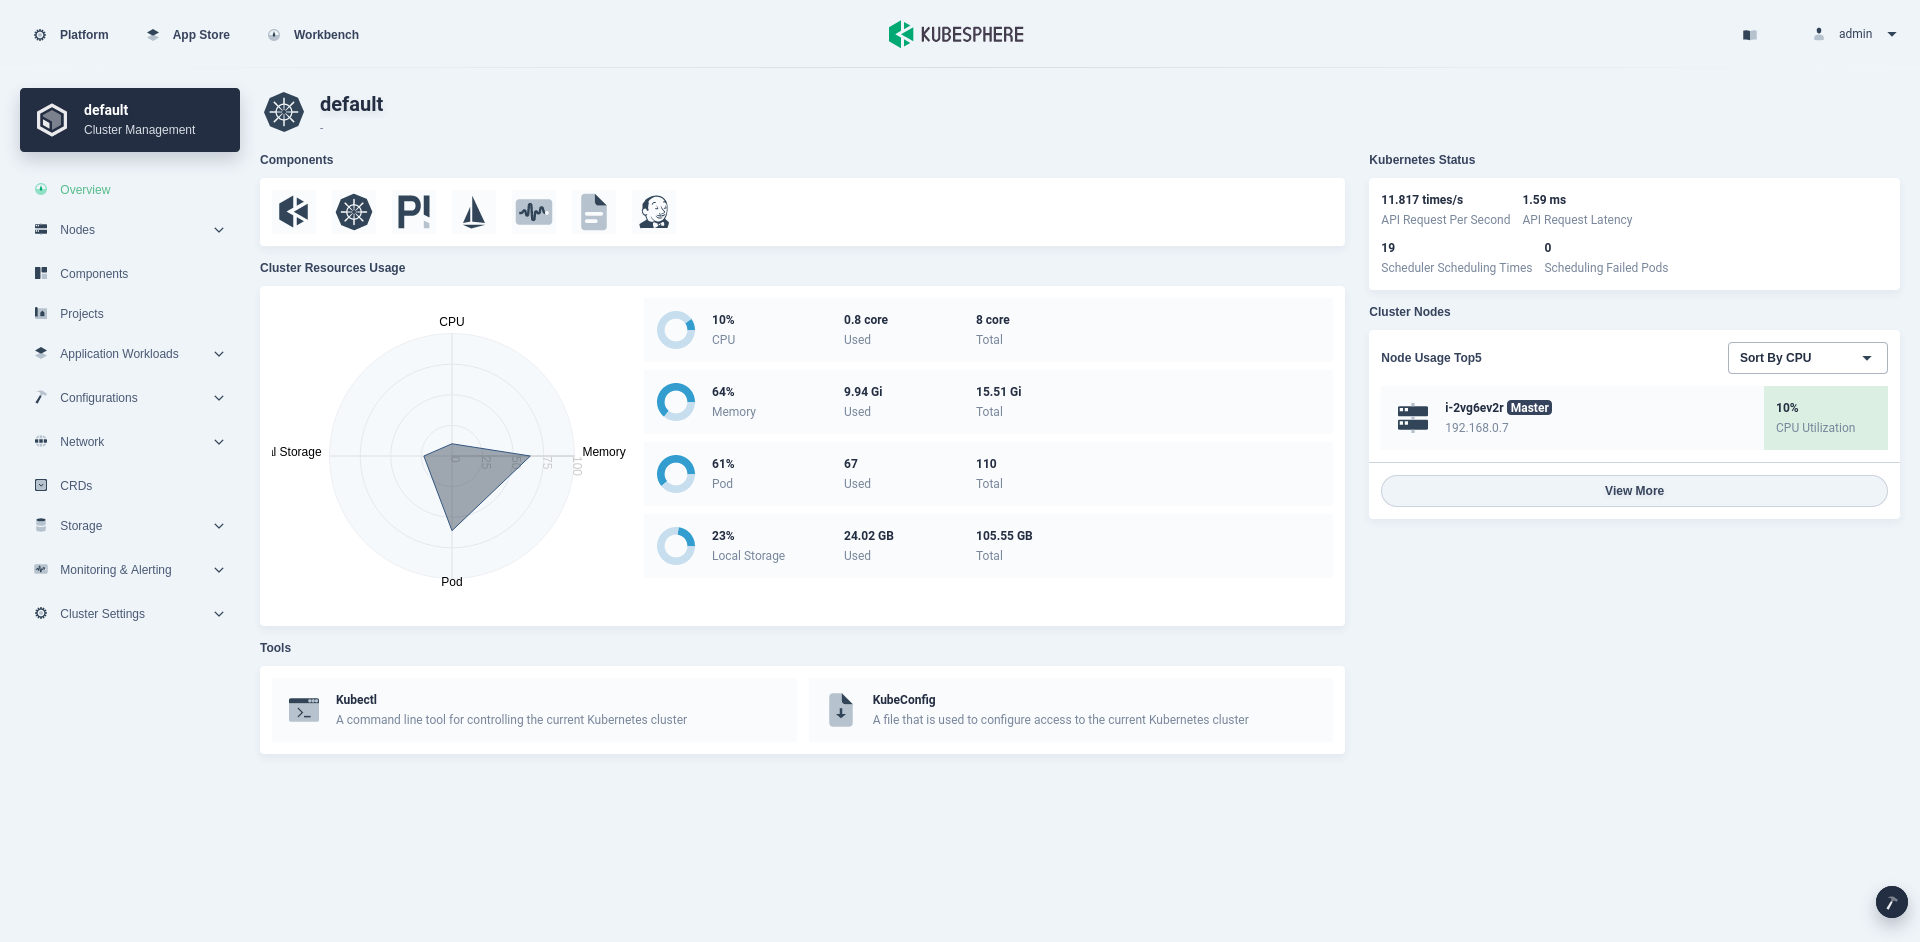 Platform
App Store
Workbench
KUBESPHERE
admin
default
Cluster Management
Overview
Nodes
Components
Projects
Application Workloads
Configurations
Network
CRDs
Storage
Monitoring & Alerting
Cluster Settings
default
-
Components
P!
Cluster Resources Usage
CPU
Memory
Pod
l Storage
0 25 50 75 100
10% 0.8 core 8 core
CPU Used Total
64% 9.94 Gi 15.51 Gi
Memory Used Total
61% 67 110
Pod Used Total
23% 24.02 GB 105.55 GB
Local Storage Used Total
Tools
Kubectl
A command line tool for controlling the current Kubernetes cluster
KubeConfig
A file that is used to configure access to the current Kubernetes cluster
Kubernetes Status
11.817 times/s 1.59 ms
API Request Per Second API Request Latency
19 0
Scheduler Scheduling Times Scheduling Failed Pods
Cluster Nodes
Node Usage Top5
Sort By CPU
i-2vg6ev2r Master
192.168.0.7
10%
CPU Utilization
View More